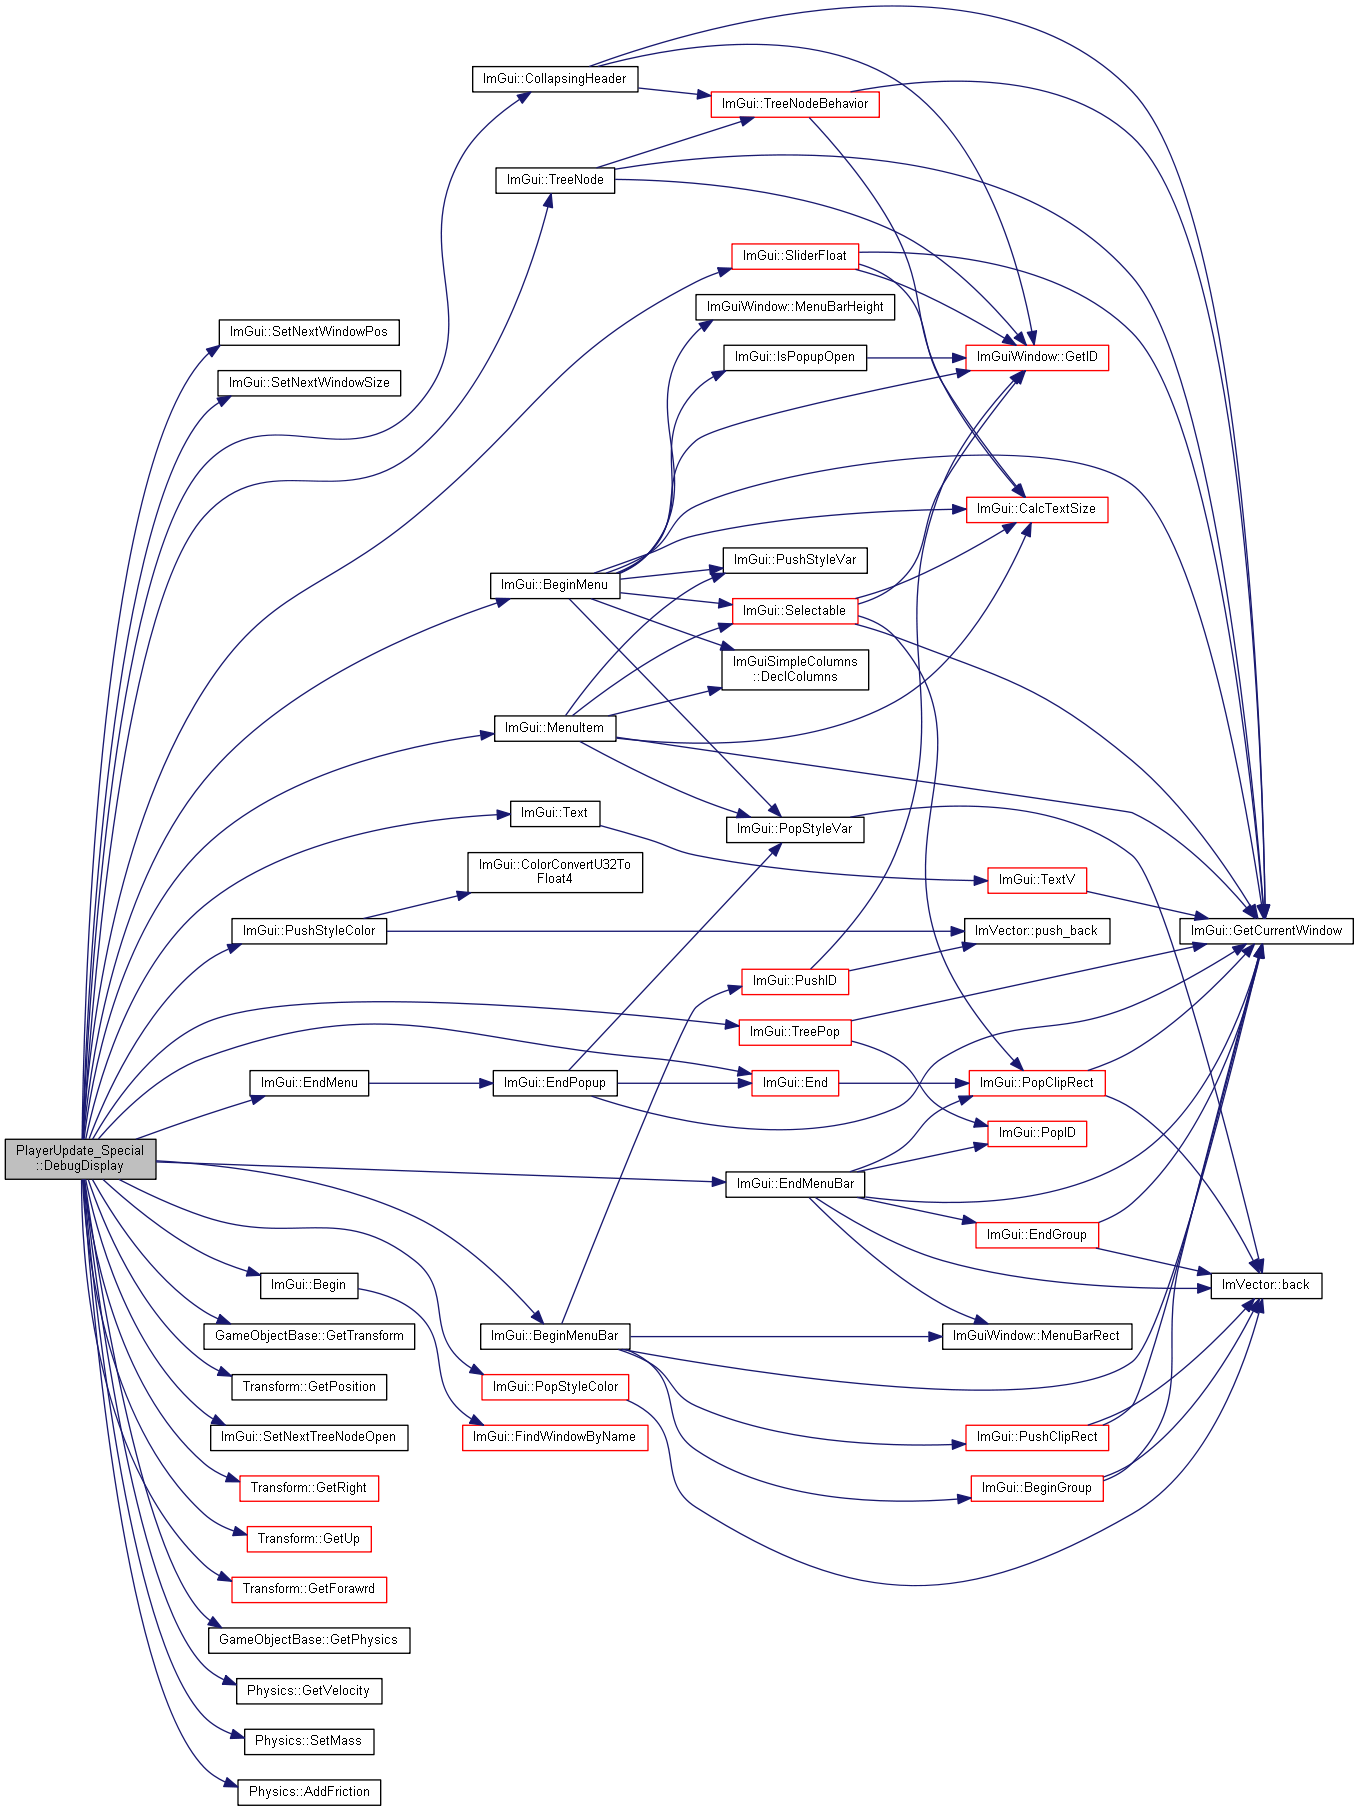 ImGui::CollapsingHeader
ImGui::TreeNodeBehavior
ImGui::TreeNode
ImGui::SliderFloat
ImGuiWindow::MenuBarHeight
ImGui::SetNextWindowPos
ImGui::IsPopupOpen
ImGuiWindow::GetID
ImGui::SetNextWindowSize
ImGui::CalcTextSize
ImGui::PushStyleVar
ImGui::BeginMenu
ImGui::Selectable
ImGuiSimpleColumns
::DeclColumns
ImGui::MenuItem
ImGui::Text
ImGui::PopStyleVar
ImGui::ColorConvertU32To
Float4
ImGui::TextV
ImGui::PushStyleColor
ImVector::push_back
ImGui::GetCurrentWindow
ImGui::PushID
ImGui::TreePop
ImGui::EndMenu
ImGui::EndPopup
ImGui::End
ImGui::PopClipRect
ImGui::PopID
PlayerUpdate_Special
::DebugDisplay
ImGui::EndMenuBar
ImGui::EndGroup
ImGui::Begin
ImVector::back
GameObjectBase::GetTransform
ImGui::BeginMenuBar
ImGuiWindow::MenuBarRect
Transform::GetPosition
ImGui::PopStyleColor
ImGui::SetNextTreeNodeOpen
ImGui::FindWindowByName
ImGui::PushClipRect
Transform::GetRight
ImGui::BeginGroup
Transform::GetUp
Transform::GetForawrd
GameObjectBase::GetPhysics
Physics::GetVelocity
Physics::SetMass
Physics::AddFriction